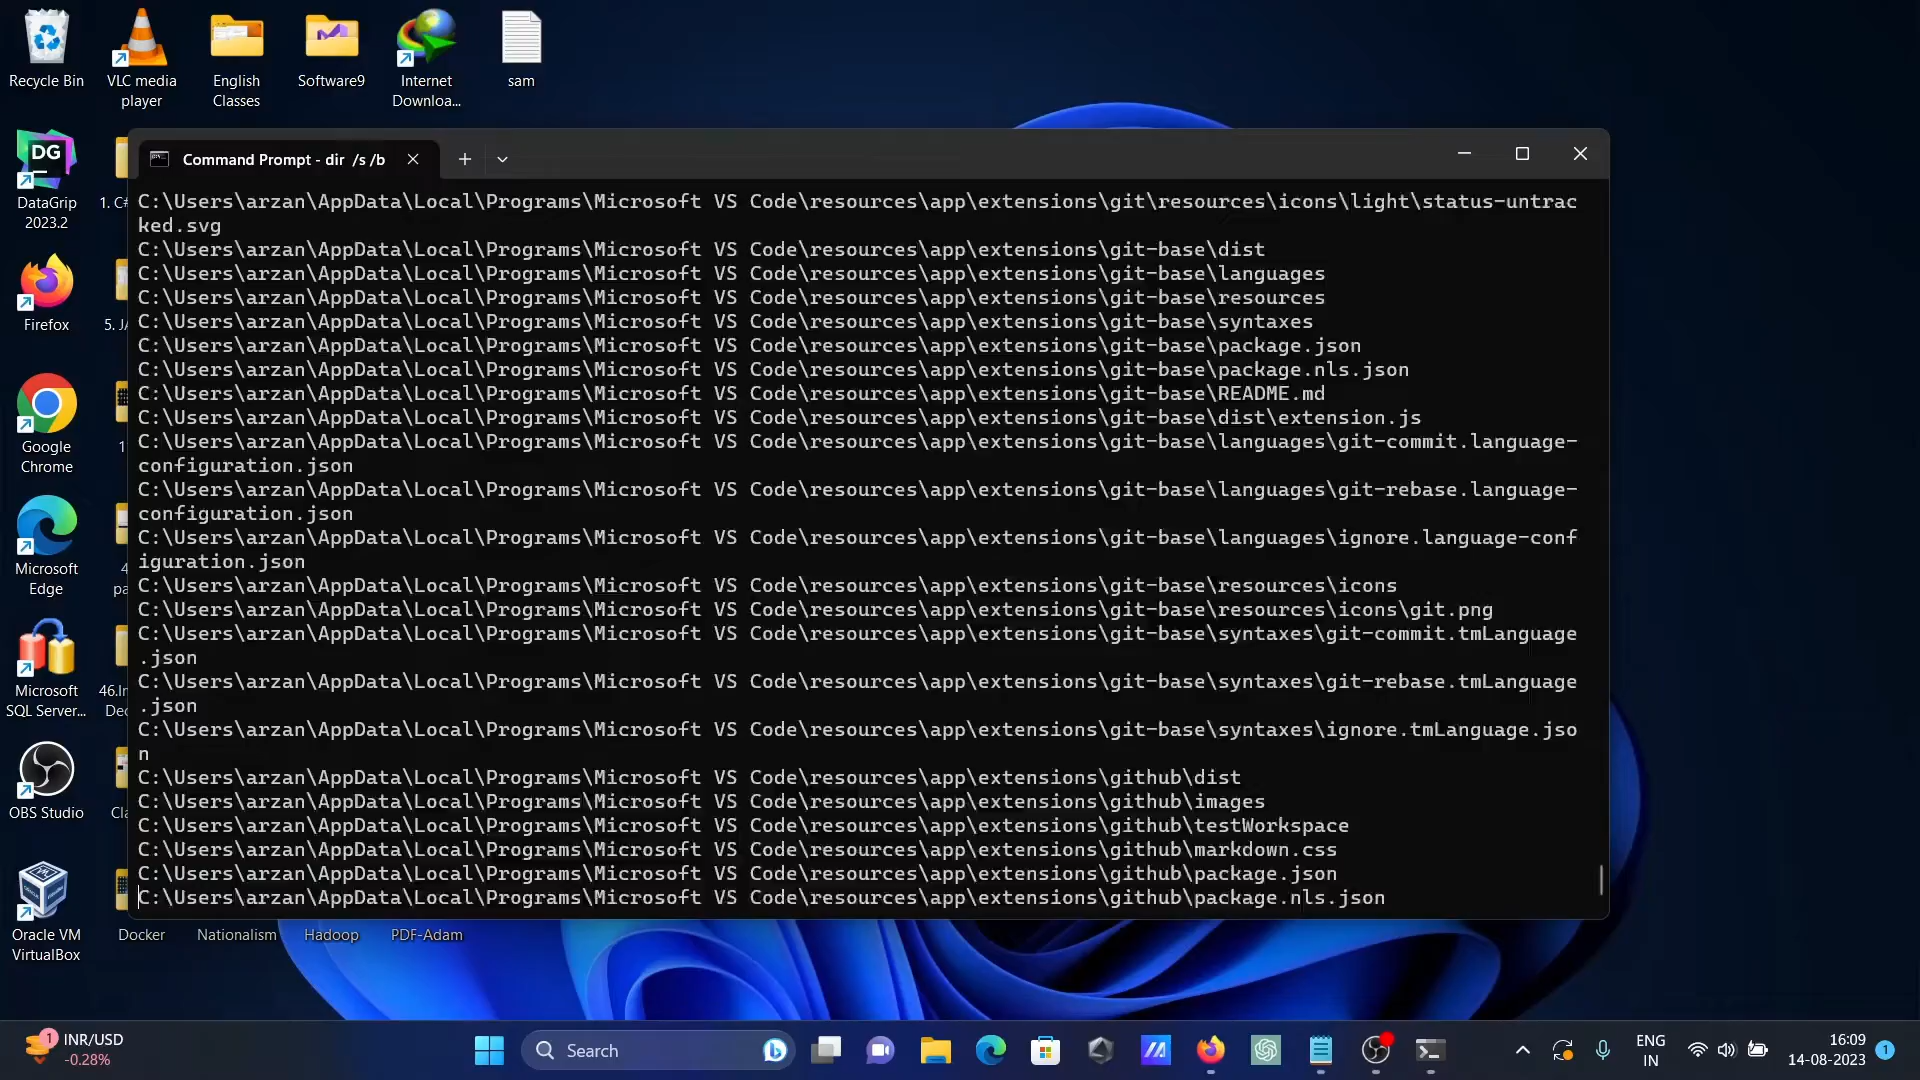 Recycle Bin
VLC media
player
English
Classes
Software9
Internet
Downloa...
sam
DG
DataGrip
2023.2
1. C#
Firefox
5. JA
Google
Chrome
Microsoft
Edge
Microsoft
SQL Server...
46.In
Dec
OBS Studio
Cla
Oracle VM
VirtualBox
Docker
Nationalism
Hadoop
PDF-Adam
Command Prompt - dir /s /b
C:\Users\arzan\AppData\Local\Programs\Microsoft VS Code\resources\app\extensions\git\resources\icons\light\status-untrac
ked.svg
C:\Users\arzan\AppData\Local\Programs\Microsoft VS Code\resources\app\extensions\git-base\dist
C:\Users\arzan\AppData\Local\Programs\Microsoft VS Code\resources\app\extensions\git-base\languages
C:\Users\arzan\AppData\Local\Programs\Microsoft VS Code\resources\app\extensions\git-base\resources
C:\Users\arzan\AppData\Local\Programs\Microsoft VS Code\resources\app\extensions\git-base\syntaxes
C:\Users\arzan\AppData\Local\Programs\Microsoft VS Code\resources\app\extensions\git-base\package.json
C:\Users\arzan\AppData\Local\Programs\Microsoft VS Code\resources\app\extensions\git-base\package.nls.json
C:\Users\arzan\AppData\Local\Programs\Microsoft VS Code\resources\app\extensions\git-base\README.md
C:\Users\arzan\AppData\Local\Programs\Microsoft VS Code\resources\app\extensions\git-base\dist\extension.js
C:\Users\arzan\AppData\Local\Programs\Microsoft VS Code\resources\app\extensions\git-base\languages\git-commit.language-
configuration.json
C:\Users\arzan\AppData\Local\Programs\Microsoft VS Code\resources\app\extensions\git-base\languages\git-rebase.language-
configuration.json
C:\Users\arzan\AppData\Local\Programs\Microsoft VS Code\resources\app\extensions\git-base\languages\ignore.language-conf
iguration.json
C:\Users\arzan\AppData\Local\Programs\Microsoft VS Code\resources\app\extensions\git-base\resources\icons
C:\Users\arzan\AppData\Local\Programs\Microsoft VS Code\resources\app\extensions\git-base\resources\icons\git.png
C:\Users\arzan\AppData\Local\Programs\Microsoft VS Code\resources\app\extensions\git-base\syntaxes\git-commit.tmLanguage
.json
C:\Users\arzan\AppData\Local\Programs\Microsoft VS Code\resources\app\extensions\git-base\syntaxes\git-rebase.tmLanguage
.json
C:\Users\arzan\AppData\Local\Programs\Microsoft VS Code\resources\app\extensions\git-base\syntaxes\ignore.tmLanguage.jso
n
C:\Users\arzan\AppData\Local\Programs\Microsoft VS Code\resources\app\extensions\github\dist
C:\Users\arzan\AppData\Local\Programs\Microsoft VS Code\resources\app\extensions\github\images
C:\Users\arzan\AppData\Local\Programs\Microsoft VS Code\resources\app\extensions\github\testWorkspace
C:\Users\arzan\AppData\Local\Programs\Microsoft VS Code\resources\app\extensions\github\markdown.css
C:\Users\arzan\AppData\Local\Programs\Microsoft VS Code\resources\app\extensions\github\package.json
C:\Users\arzan\AppData\Local\Programs\Microsoft VS Code\resources\app\extensions\github\package.nls.json
1
INR/USD
-0.28%
Search
ENG
IN
16:09
14-08-2023
1